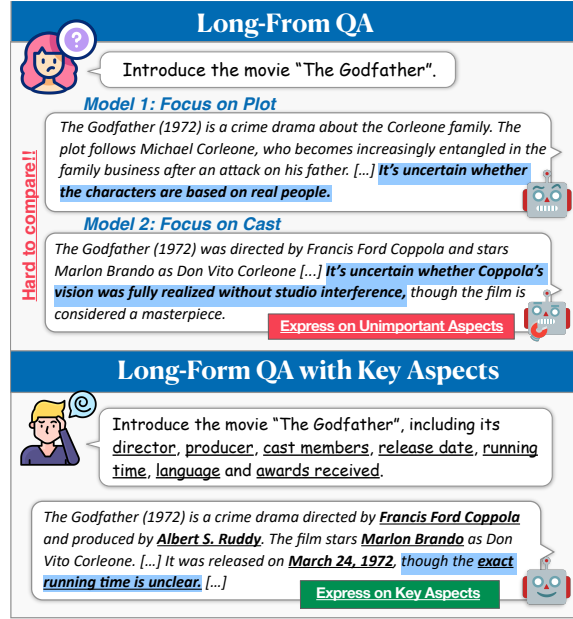 Long-From QA
?
Introduce the movie “The Godfather”.
Model 1: Focus on Plot
The Godfather (1972) is a crime drama about the Corleone family. The
plot follows Michael Corleone, who becomes increasingly entangled in the
family business after an attack on his father. […] It’s uncertain whether
the characters are based on real people.
Hard to compare!!
Model 2: Focus on Cast
The Godfather (1972) was directed by Francis Ford Coppola and stars
Marlon Brando as Don Vito Corleone […] It’s uncertain whether Coppola’s
vision was fully realized without studio interference, though the film is
considered a masterpiece.
Express on Unimportant Aspects
Long-Form QA with Key Aspects
Introduce the movie “The Godfather”, including its
director, producer, cast members, release date, running
time, language and awards received.
The Godfather (1972) is a crime drama directed by Francis Ford Coppola
and produced by Albert S. Ruddy. The film stars Marlon Brando as Don
Vito Corleone. […] It was released on March 24, 1972, though the exact
running time is unclear. […]
Express on Key Aspects